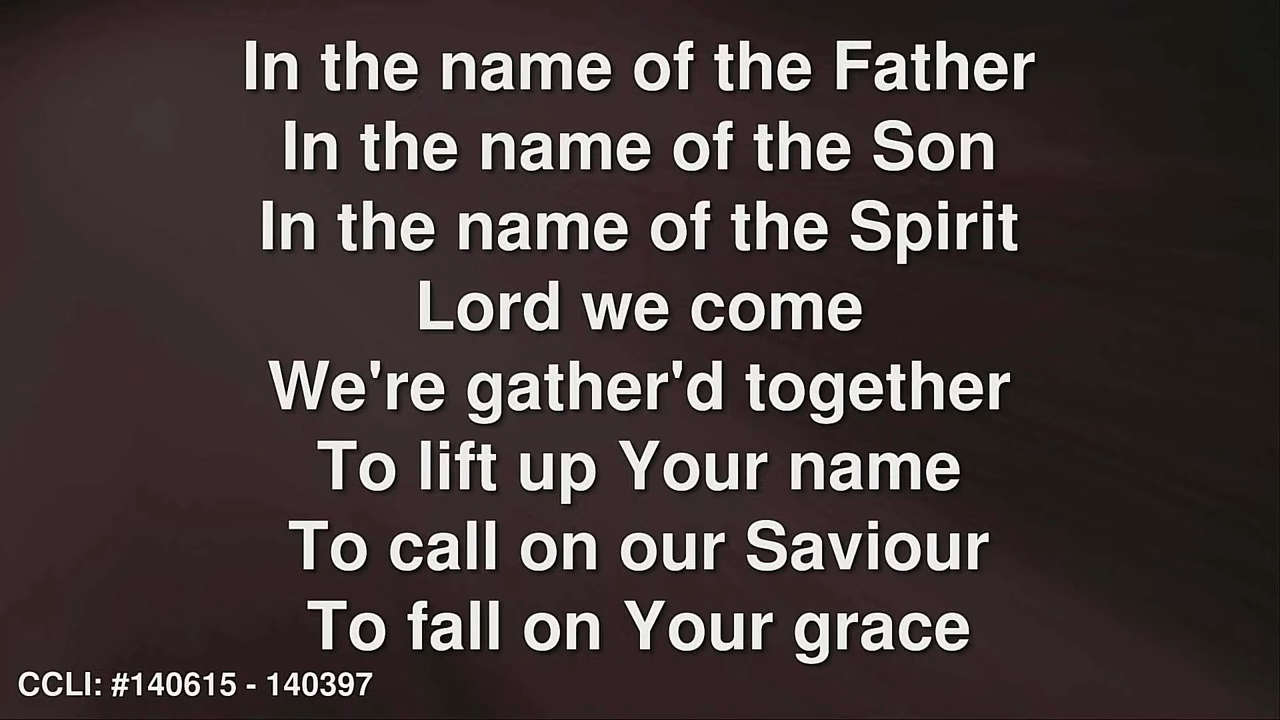 In the name of the Father
In the name of the Son
In the name of the Spirit
Lord we come
We're gather'd together
To lift up Your name
To call on our Saviour
To fall on Your grace
CCLI: #140615 - 140397